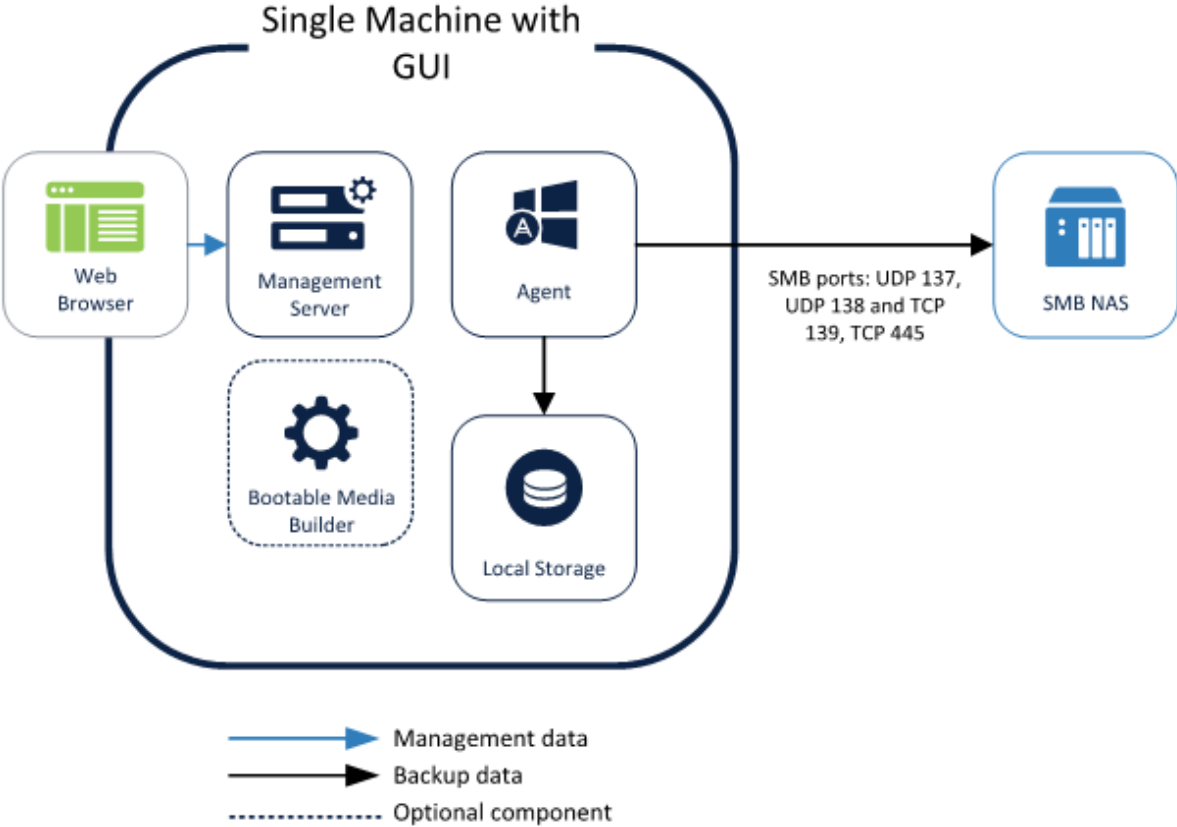 Single Machine with
GUI
Web
Browser
Management
Server
Agent
SMB ports: UDP 137,
UDP 138 and TCP
139, TCP 445
SMB NAS
Bootable Media
Builder
Local Storage
Management data
Backup data
Optional component